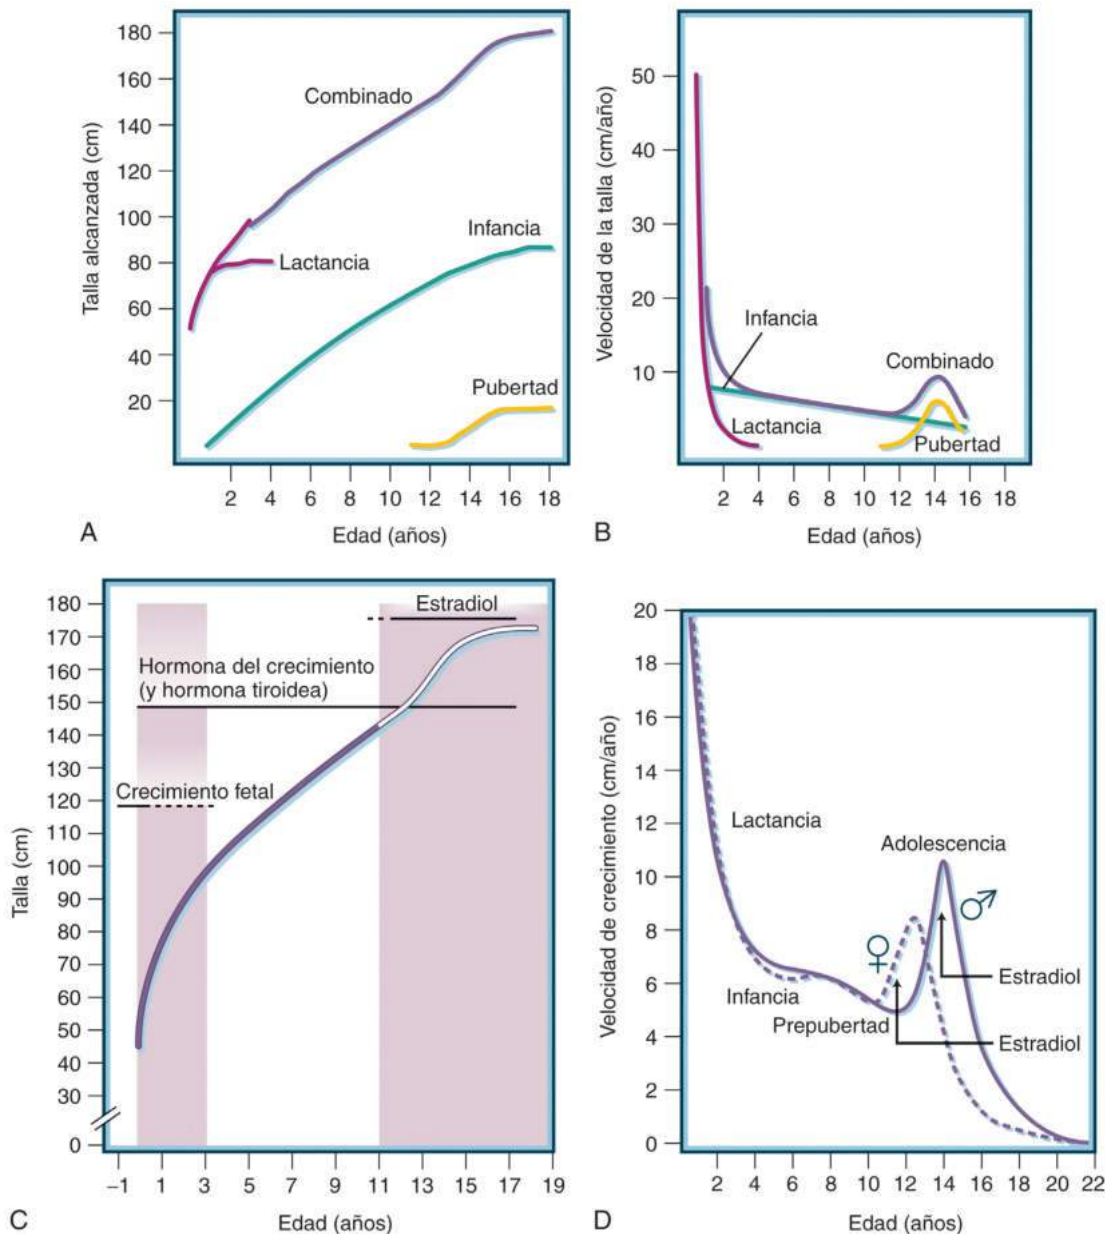 180
160
140
180
120
100
80
60
40
20
Talla alcanzada (cm)
Combinado
Infancia
Lactancia
Pubertad
2 4 6 8 10 12 14 16 18
A
Edad (años)
50
40
30
20
10
Velocidad de la talla (cm/año)
Infancia
Combinado
Lactancia
Pubertad
2 4 6 8 10 12 14 16 18
B
Edad (años)
180
170
160
150
140
130
120
110
100
90
80
70
60
50
40
30
0
Talla (cm)
Estradiol
Hormona del crecimiento
(y hormona tiroidea)
Crecimiento fetal
–1 1 3 5 7 9 11 13 15 17 19
C
Edad (años)
20
18
16
14
12
10
8
6
4
2
0
Velocidad de crecimiento (cm/año)
Lactancia
Adolescencia
♀
♂
Estradiol
Infancia
Prepubertad
Estradiol
2 4 6 8 10 12 14 16 18 20 22
D
Edad (años)